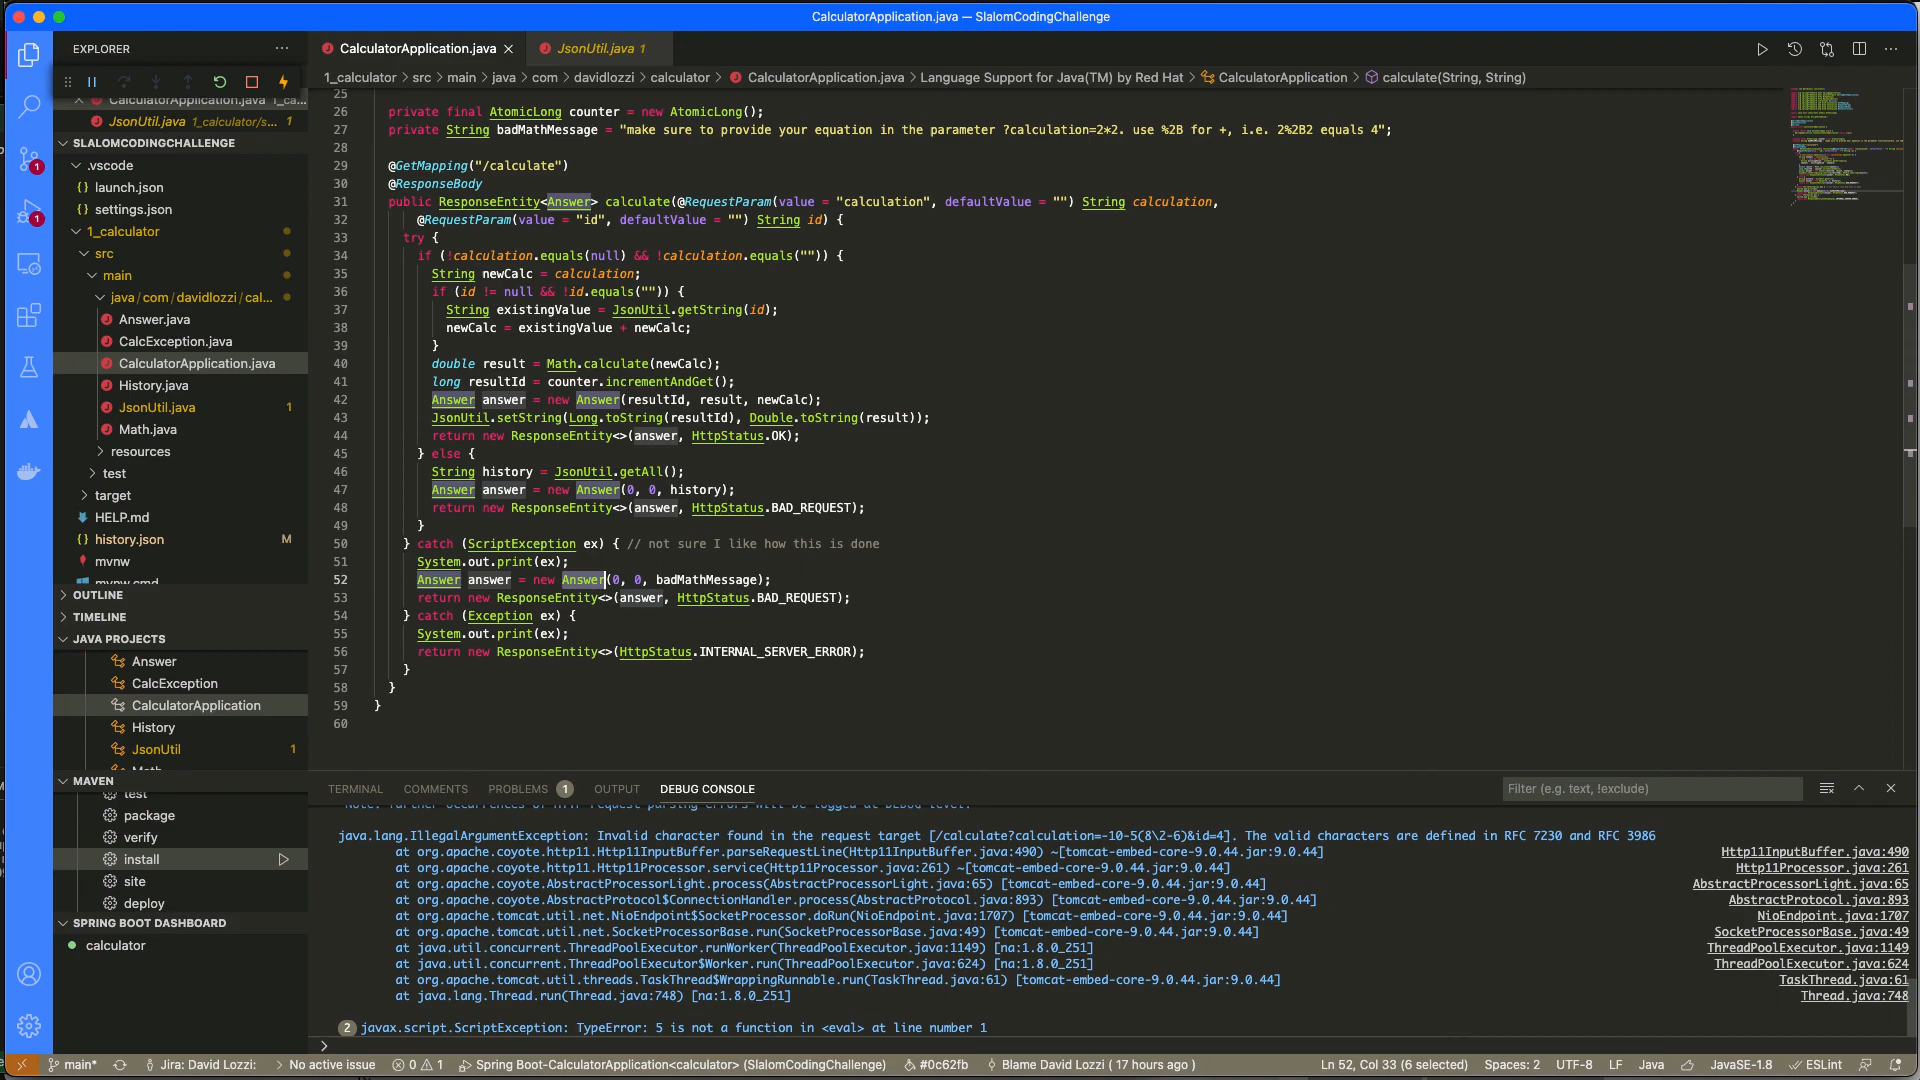 CalculatorApplication.java — SlalomCodingChallenge
EXPLORER
CalculatorApplication.java 1_ca...
JsonUtil.java 1_calculator/s... 1
SLALOMCODINGCHALLENGE
.vscode
launch.json
settings.json
1_calculator
src
main
java/com/davidlozzi/cal...
Answer.java
CalcException.java
CalculatorApplication.java
History.java
JsonUtil.java 1
Math.java
resources
test
target
HELP.md
history.json M
mvnw
mvnw.cmd
OUTLINE
TIMELINE
JAVA PROJECTS
Answer
CalcException
CalculatorApplication
History
JsonUtil 1
Math
MAVEN
test
package
verify
install
site
deploy
SPRING BOOT DASHBOARD
calculator
1
1
CalculatorApplication.java
JsonUtil.java 1
1_calculator > src > main > java > com > davidlozzi > calculator > CalculatorApplication.java > Language Support for Java(TM) by Red Hat > CalculatorApplication > calculate(String, String)
25
26 private final AtomicLong counter = new AtomicLong();
27 private String badMathMessage = "make sure to provide your equation in the parameter ?calculation=2*2. use %2B for +, i.e. 2%2B2 equals 4";
28
29 @GetMapping("/calculate")
30 @ResponseBody
31 public ResponseEntity<Answer> calculate(@RequestParam(value = "calculation", defaultValue = "") String calculation,
32 @RequestParam(value = "id", defaultValue = "") String id) {
33 try {
34 if (!calculation.equals(null) && !calculation.equals("")) {
35 String newCalc = calculation;
36 if (id != null && !id.equals("")) {
37 String existingValue = JsonUtil.getString(id);
38 newCalc = existingValue + newCalc;
39 }
40 double result = Math.calculate(newCalc);
41 long resultId = counter.incrementAndGet();
42 Answer answer = new Answer(resultId, result, newCalc);
43 JsonUtil.setString(Long.toString(resultId), Double.toString(result));
44 return new ResponseEntity<>(answer, HttpStatus.OK);
45 } else {
46 String history = JsonUtil.getAll();
47 Answer answer = new Answer(0, 0, history);
48 return new ResponseEntity<>(answer, HttpStatus.BAD_REQUEST);
49 }
50 } catch (ScriptException ex) { // not sure I like how this is done
51 System.out.print(ex);
52 Answer answer = new Answer(0, 0, badMathMessage);
53 return new ResponseEntity<>(answer, HttpStatus.BAD_REQUEST);
54 } catch (Exception ex) {
55 System.out.print(ex);
56 return new ResponseEntity<>(HttpStatus.INTERNAL_SERVER_ERROR);
57 }
58 }
59 }
60
TERMINAL COMMENTS PROBLEMS 1 OUTPUT DEBUG CONSOLE Filter (e.g. text, !exclude)
Note: further occurrences of HTTP request parsing errors will be logged at DEBUG level.
java.lang.IllegalArgumentException: Invalid character found in the request target [/calculate?calculation=-10-5(8\2-6)&id=4]. The valid characters are defined in RFC 7230 and RFC 3986
at org.apache.coyote.http11.Http11InputBuffer.parseRequestLine(Http11InputBuffer.java:490) ~[tomcat-embed-core-9.0.44.jar:9.0.44] Http11InputBuffer.java:490
at org.apache.coyote.http11.Http11Processor.service(Http11Processor.java:261) ~[tomcat-embed-core-9.0.44.jar:9.0.44] Http11Processor.java:261
at org.apache.coyote.AbstractProcessorLight.process(AbstractProcessorLight.java:65) [tomcat-embed-core-9.0.44.jar:9.0.44] AbstractProcessorLight.java:65
at org.apache.coyote.AbstractProtocol$ConnectionHandler.process(AbstractProtocol.java:893) [tomcat-embed-core-9.0.44.jar:9.0.44] AbstractProtocol.java:893
at org.apache.tomcat.util.net.NioEndpoint$SocketProcessor.doRun(NioEndpoint.java:1707) [tomcat-embed-core-9.0.44.jar:9.0.44] NioEndpoint.java:1707
at org.apache.tomcat.util.net.SocketProcessorBase.run(SocketProcessorBase.java:49) [tomcat-embed-core-9.0.44.jar:9.0.44] SocketProcessorBase.java:49
at java.util.concurrent.ThreadPoolExecutor.runWorker(ThreadPoolExecutor.java:1149) [na:1.8.0_251] ThreadPoolExecutor.java:1149
at java.util.concurrent.ThreadPoolExecutor$Worker.run(ThreadPoolExecutor.java:624) [na:1.8.0_251] ThreadPoolExecutor.java:624
at org.apache.tomcat.util.threads.TaskThread$WrappingRunnable.run(TaskThread.java:61) [tomcat-embed-core-9.0.44.jar:9.0.44] TaskThread.java:61
at java.lang.Thread.run(Thread.java:748) [na:1.8.0_251] Thread.java:748
2 javax.script.ScriptException: TypeError: 5 is not a function in <eval> at line number 1
>
main* Jira: David Lozzi: > No active issue 0 1 Spring Boot-CalculatorApplication<calculator> (SlalomCodingChallenge) #0c62fb Blame David Lozzi ( 17 hours ago ) Ln 52, Col 33 (6 selected) Spaces: 2 UTF-8 LF Java JavaSE-1.8 ESLint